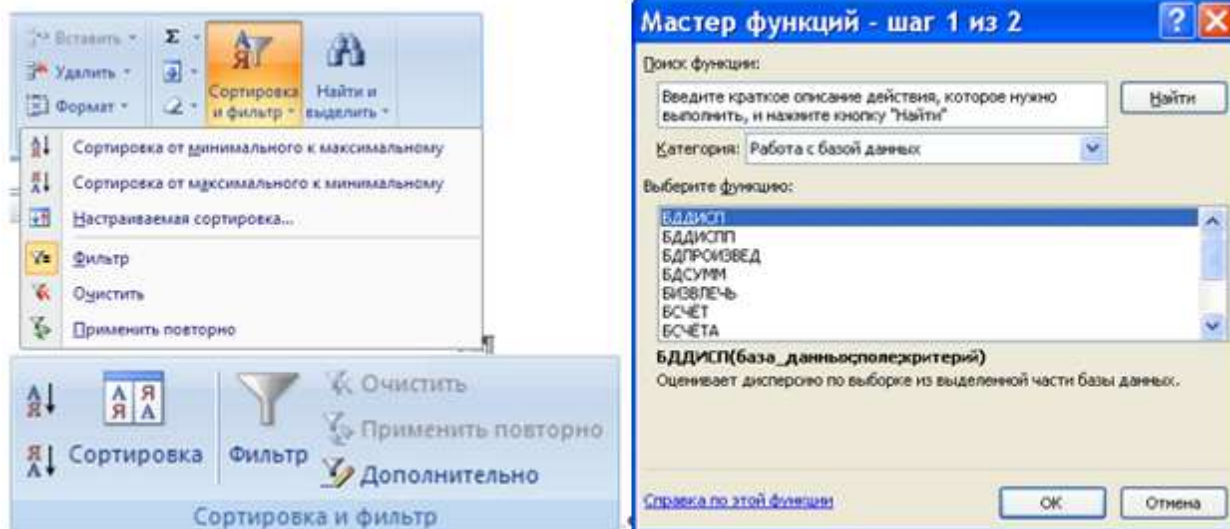 Вставить
Удалить
Формат
Σ
Сортировка
и фильтр
Найти и
выделить
Сортировка от минимального к максимальному
Сортировка от максимального к минимальному
Настраиваемая сортировка...
Фильтр
Очистить
Применить повторно
Сортировка
Фильтр
Очистить
Применить повторно
Дополнительно
Сортировка и фильтр
Мастер функций - шаг 1 из 2
Поиск функции:
Введите краткое описание действия, которое нужно
выполнить, и нажмите кнопку "Найти"
Найти
Категория: Работа с базой данных
Выберите функцию:
БДДИСП
БДДИСПП
БДПРОИЗВЕД
БДСУММ
БИЗВЛЕЧЬ
БСЧЁТ
БСЧЁТА
БДДИСП(база_данных;поле;критерий)
Оценивает дисперсию по выборке из выделенной части базы данных.
Справка по этой функции
ОК
Отмена